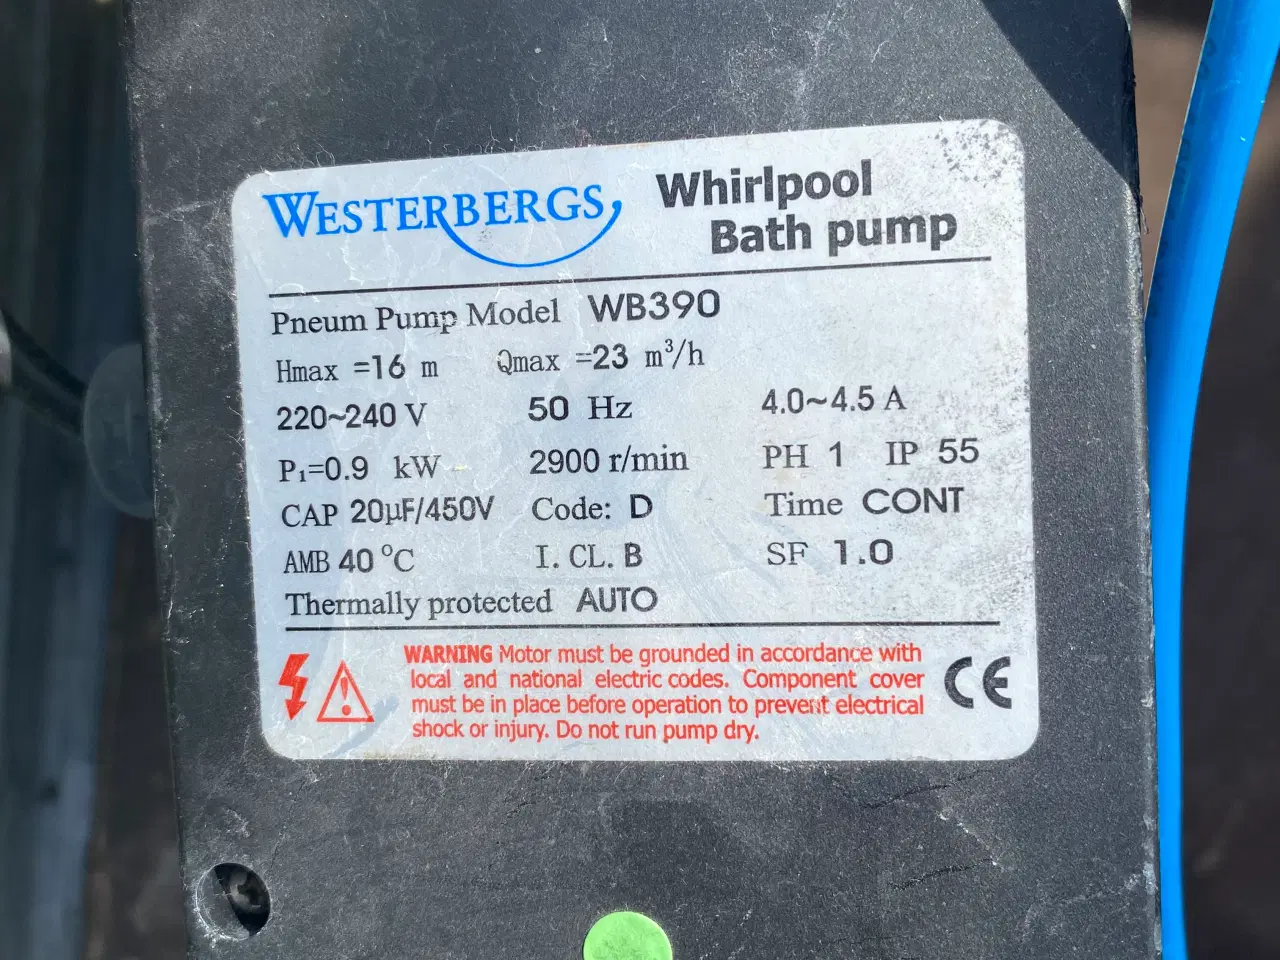 WESTERBERGS
Whirlpool
Bath pump
Pneum Pump Model WB390
Hmax =16 m Qmax =23 m³/h
220~240 V 50 Hz 4.0~4.5 A
P₁=0.9 kW 2900 r/min PH 1 IP 55
CAP 20µF/450V Code: D Time CONT
AMB 40 °C I. CL. B SF 1.0
Thermally protected AUTO
WARNING Motor must be grounded in accordance with
local and national electric codes. Component cover
must be in place before operation to prevent electrical
shock or injury. Do not run pump dry.
CE